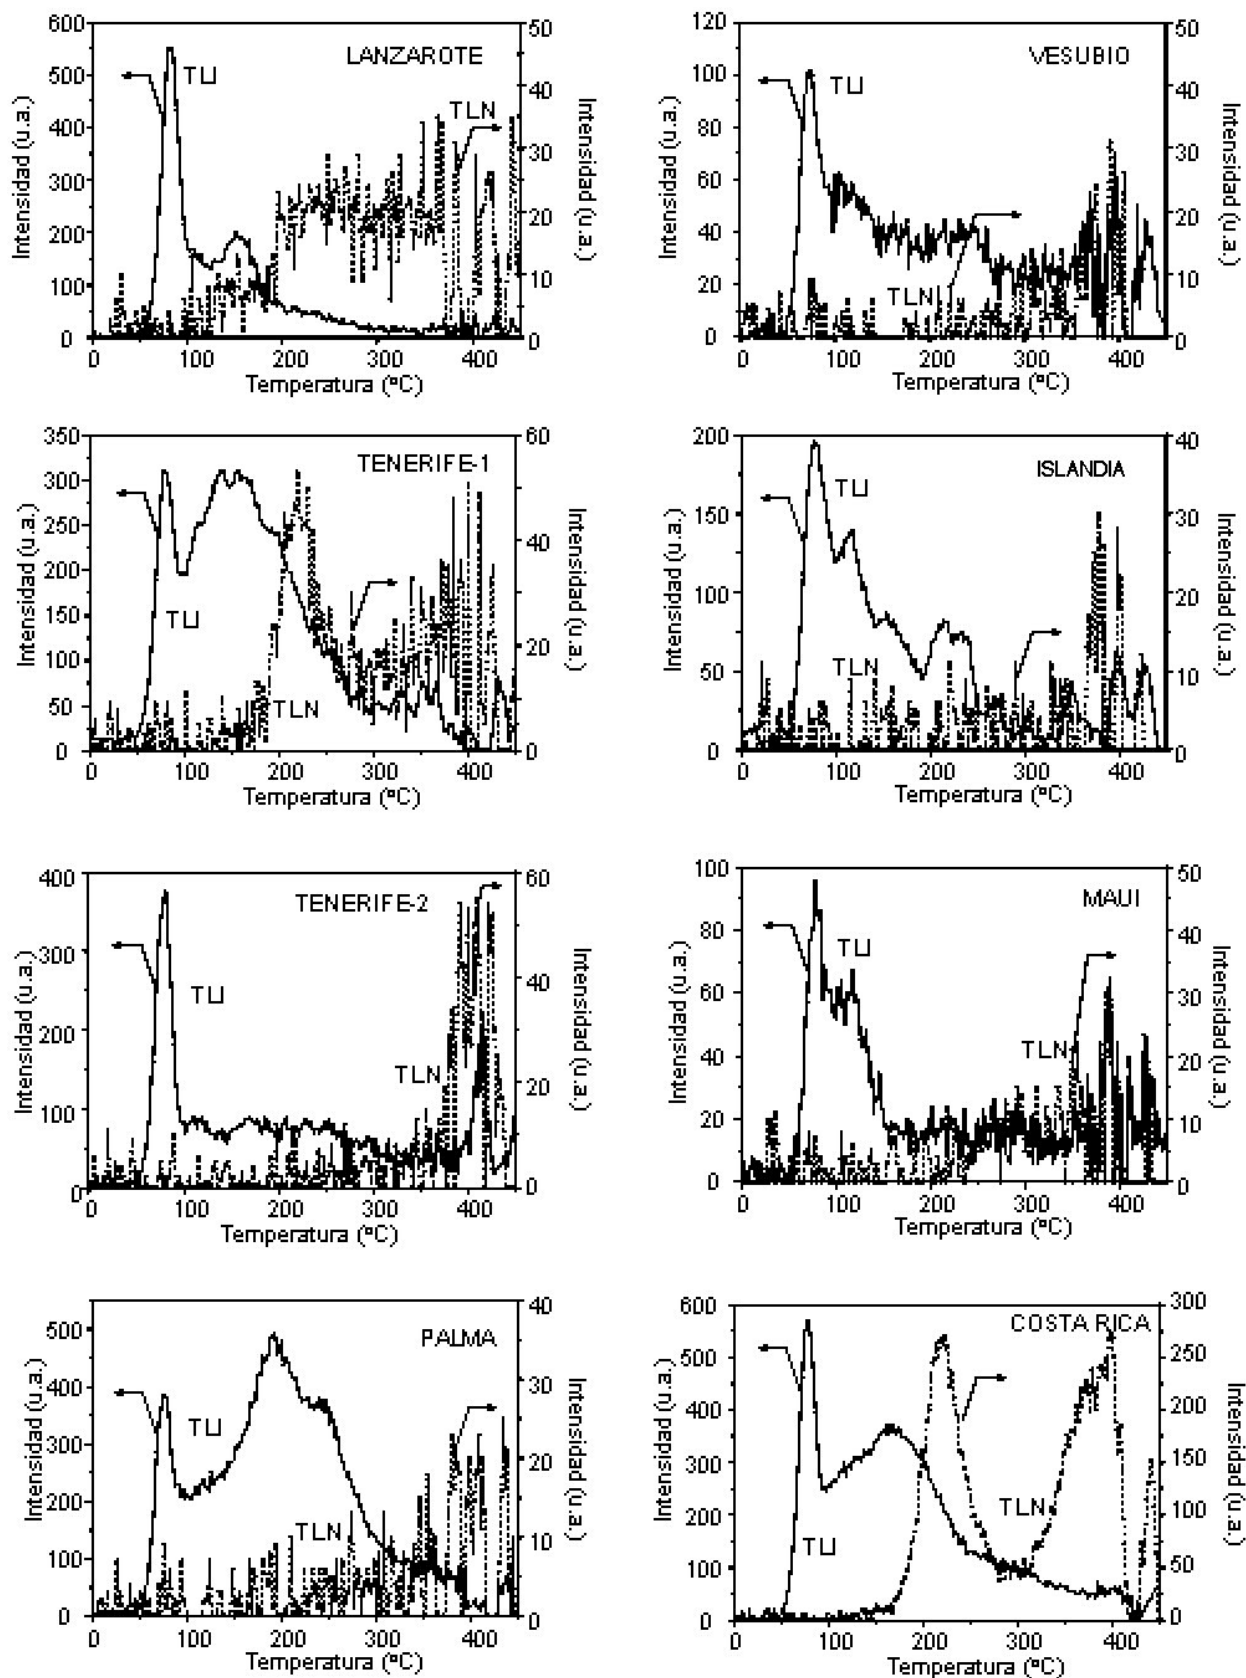 LANZAROTE
TLI
TLN
Intensidad (u.a.)
600
500
400
300
200
100
0
50
40
30
20
10
0
Intensidad (u.a.)
0 100 200 300 400
Temperatura (ºC)
VESUBIO
TLI
TLN
Intensidad (u.a.)
120
100
80
60
40
20
0
50
40
30
20
10
0
Intensidad (u.a.)
0 100 200 300 400
Temperatura (ºC)
TENERIFE-1
TLI
TLN
Intensidad (u.a.)
350
300
250
200
150
100
50
0
60
40
20
0
Intensidad (u.a.)
0 100 200 300 400
Temperatura (ºC)
ISLANDIA
TLI
TLN
Intensidad (u.a.)
200
150
100
50
0
40
30
20
10
0
Intensidad (u.a.)
0 100 200 300 400
Temperatura (ºC)
TENERIFE-2
TLI
TLN
Intensidad (u.a.)
400
300
200
100
0
60
40
20
0
Intensidad (u.a.)
0 100 200 300 400
Temperatura (ºC)
MAUI
TLI
TLN
Intensidad (u.a.)
100
80
60
40
20
0
50
40
30
20
10
0
Intensidad (u.a.)
0 100 200 300 400
Temperatura (ºC)
PALMA
TLI
TLN
Intensidad (u.a.)
500
400
300
200
100
0
40
30
20
10
0
Intensidad (u.a.)
0 100 200 300 400
Temperatura (ºC)
COSTA RICA
TLI
TLN
Intensidad (u.a.)
600
500
400
300
200
100
0
300
250
200
150
100
50
0
Intensidad (u.a.)
0 100 200 300 400
Temperatura (ºC)